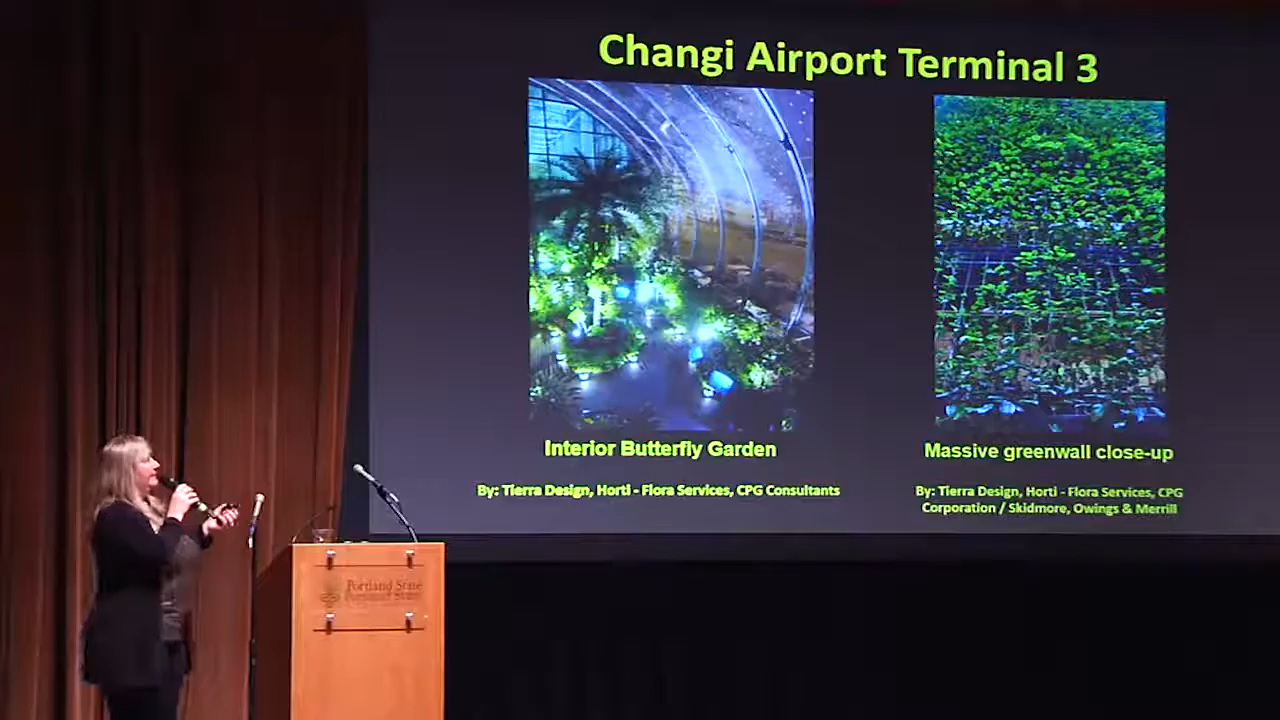 Changi Airport Terminal 3
Interior Butterfly Garden
Massive greenwall close-up
By: Tierra Design, Horti - Flora Services, CPG Consultants
By: Tierra Design, Horti - Flora Services, CPG
Corporation / Skidmore, Owings & Merrill
Portland State